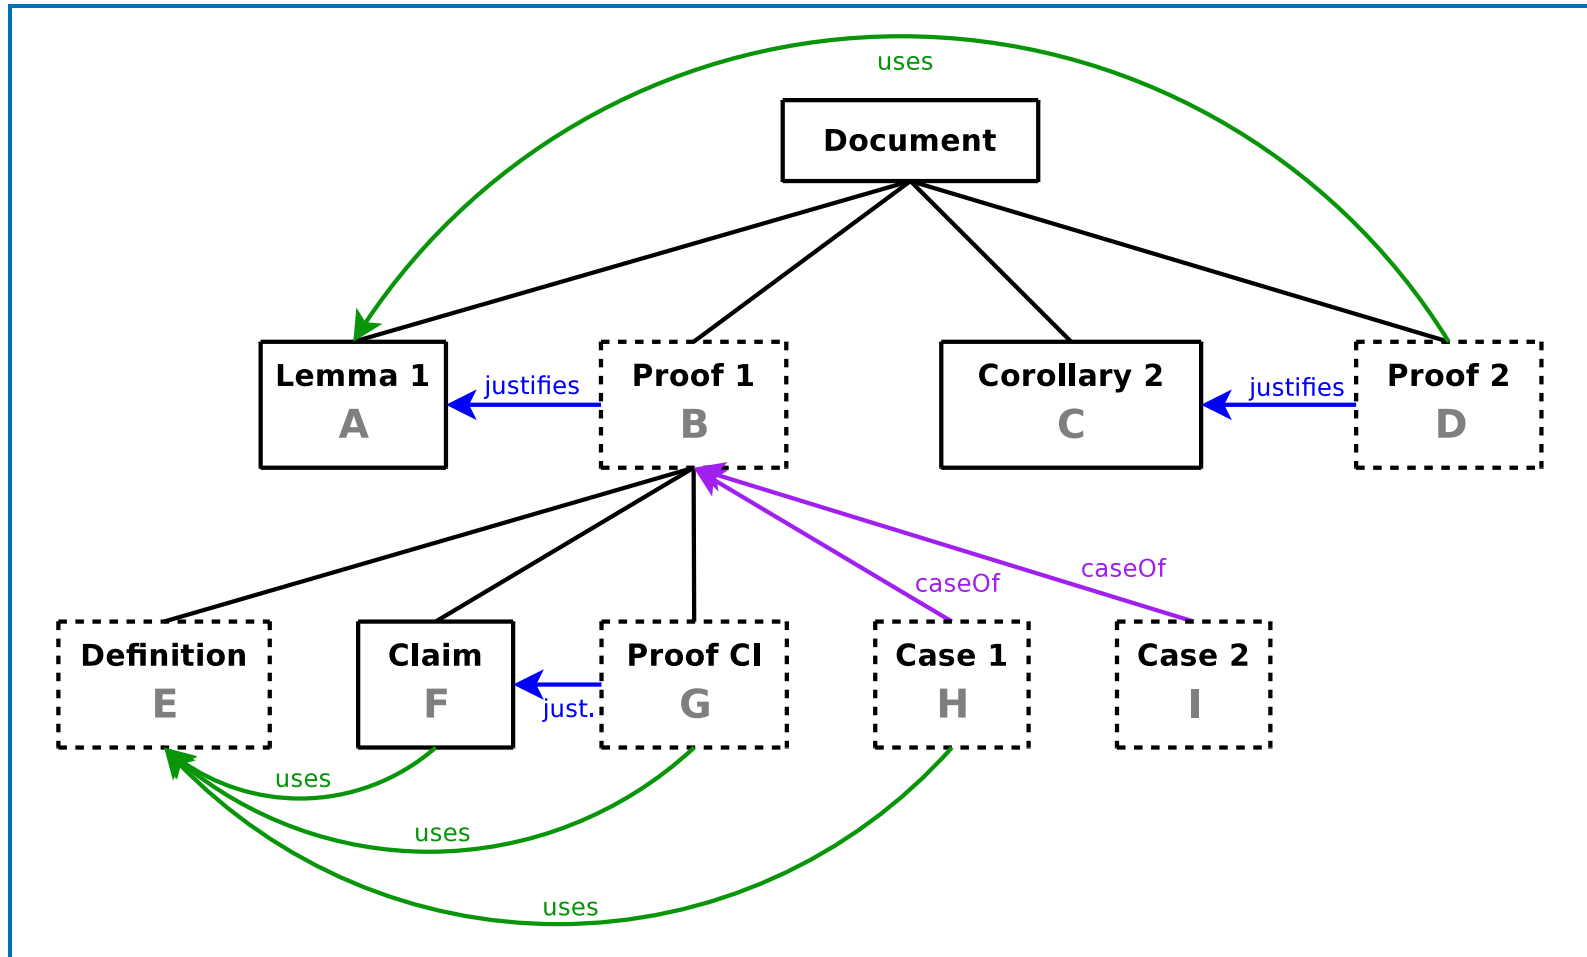 uses
Document
Lemma 1
A
justifies
Proof 1
B
Corollary 2
C
justifies
Proof 2
D
caseOf
caseOf
Definition
E
Claim
F
just.
Proof Cl
G
Case 1
H
Case 2
I
uses
uses
uses